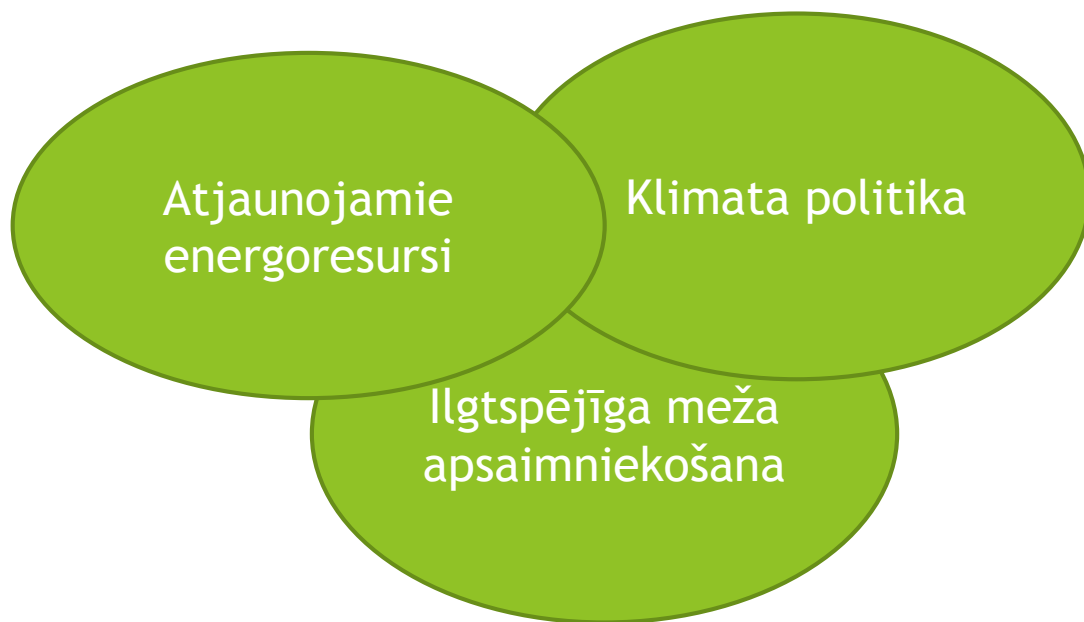 Atjaunojamie
energoresursi
Klimata politika
Ilgtspējīga meža
apsaimniekošana